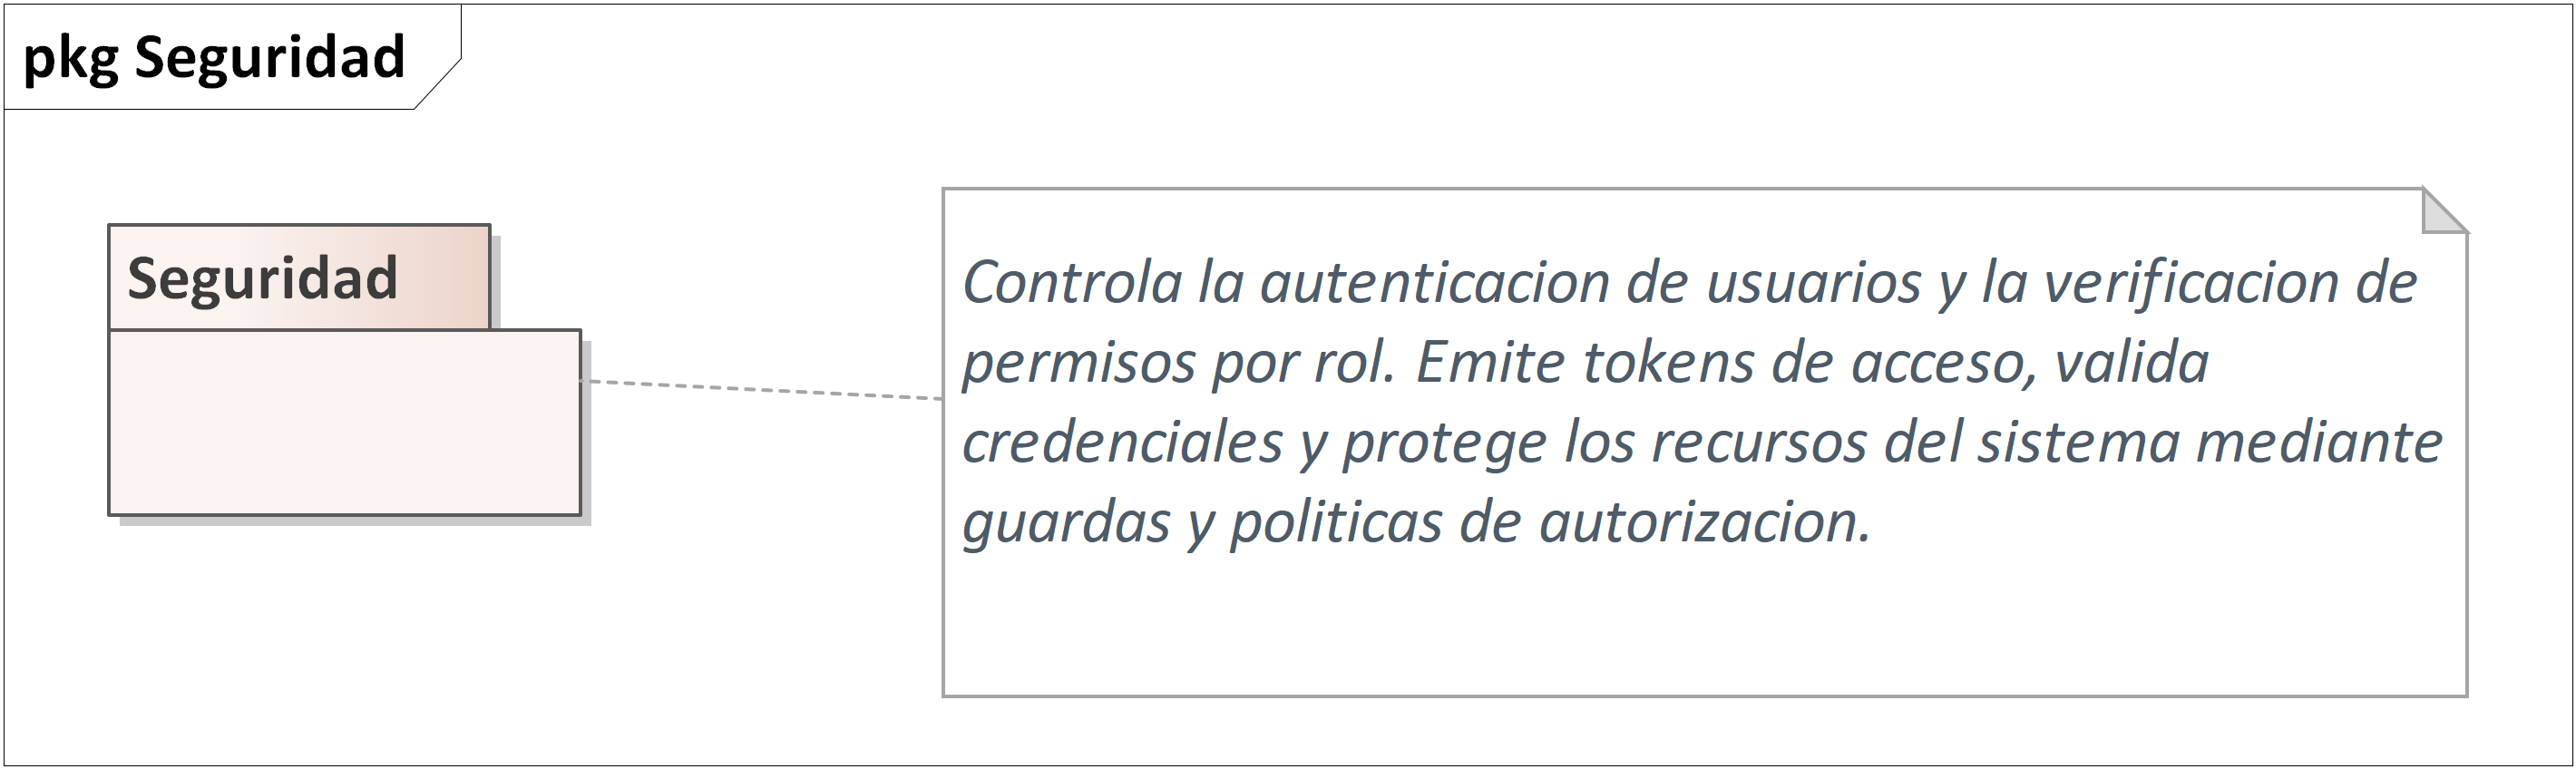 pkg Seguridad
Seguridad
Controla la autenticacion de usuarios y la verificacion de
permisos por rol. Emite tokens de acceso, valida
credenciales y protege los recursos del sistema mediante
guardas y politicas de autorizacion.